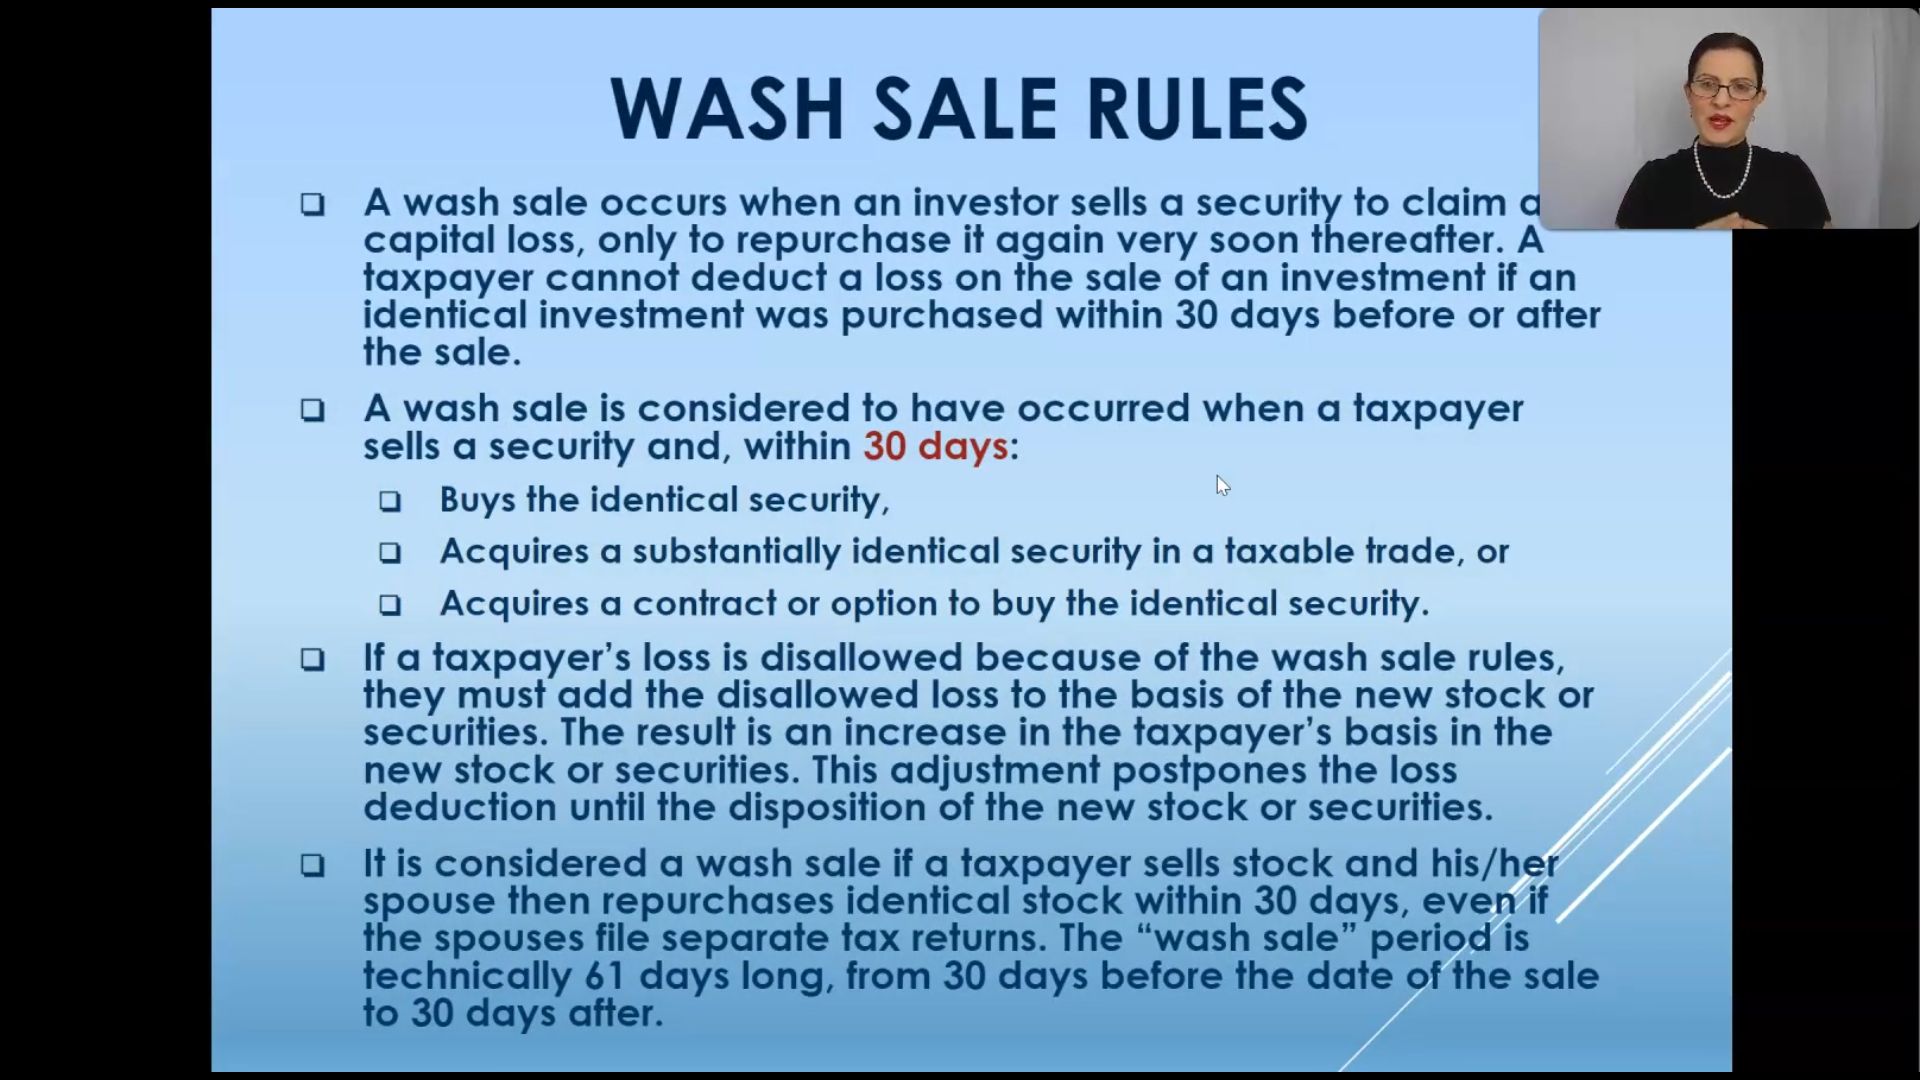 WASH SALE RULES
A wash sale occurs when an investor sells a security to claim a
capital loss, only to repurchase it again very soon thereafter. A
taxpayer cannot deduct a loss on the sale of an investment if an
identical investment was purchased within 30 days before or after
the sale.
A wash sale is considered to have occurred when a taxpayer
sells a security and, within 30 days:
Buys the identical security,
Acquires a substantially identical security in a taxable trade, or
Acquires a contract or option to buy the identical security.
If a taxpayer’s loss is disallowed because of the wash sale rules,
they must add the disallowed loss to the basis of the new stock or
securities. The result is an increase in the taxpayer’s basis in the
new stock or securities. This adjustment postpones the loss
deduction until the disposition of the new stock or securities.
It is considered a wash sale if a taxpayer sells stock and his/her
spouse then repurchases identical stock within 30 days, even if
the spouses file separate tax returns. The “wash sale” period is
technically 61 days long, from 30 days before the date of the sale
to 30 days after.